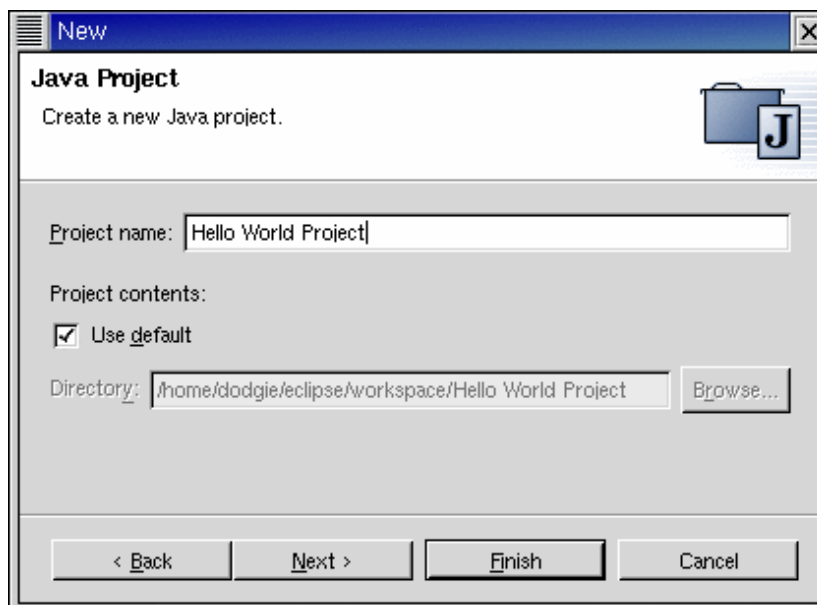 New
Java Project
Create a new Java project.
J
Project name: Hello World Project
Project contents:
Use default
Directory: /home/dodgie/eclipse/workspace/Hello World Project Browse...
< Back Next > Finish Cancel